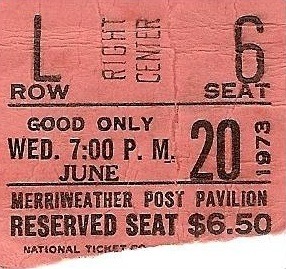 L RIGHT CENTER 6
ROW SEAT
GOOD ONLY
WED. 7:00 P. M. 20 1973
JUNE
MERRIWEATHER POST PAVILION
RESERVED SEAT $6.50
NATIONAL TICKET CO